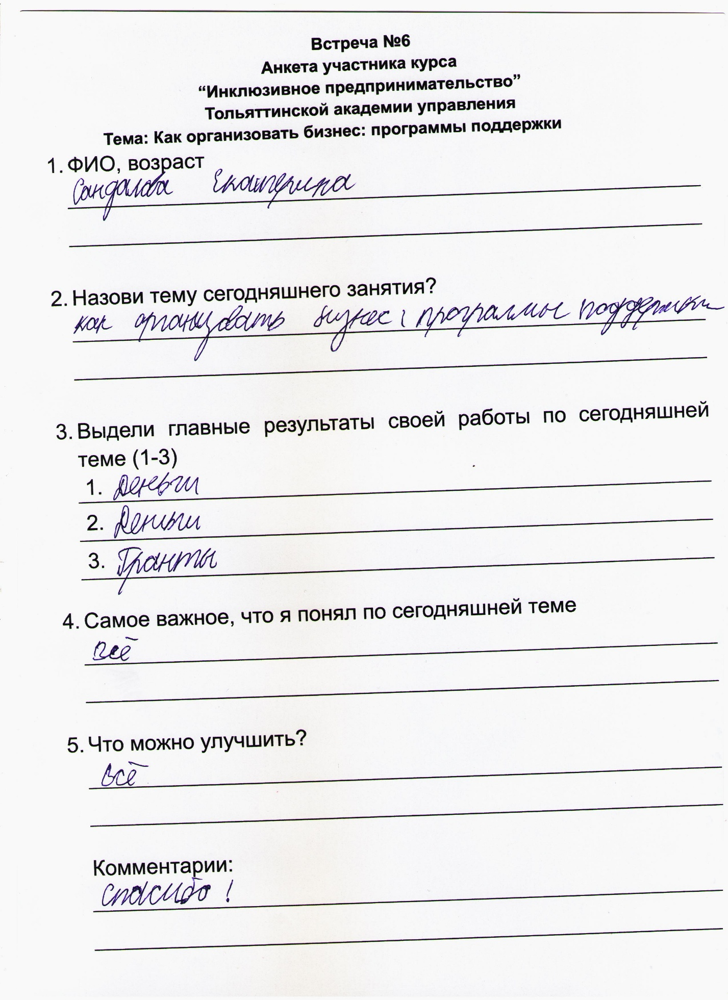 Встреча №6
Анкета участника курса
“Инклюзивное предпринимательство”
Тольяттинской академии управления
Тема: Как организовать бизнес: программы поддержки
1. ФИО, возраст
Сандалова Екатерина
2. Назови тему сегодняшнего занятия?
как организовать бизнес: программы поддержки
3. Выдели главные результаты своей работы по сегодняшней
теме (1-3)
1. Деньги
2. Деньги
3. Гранты
4. Самое важное, что я понял по сегодняшней теме
всё
5. Что можно улучшить?
всё
Комментарии:
спасибо!